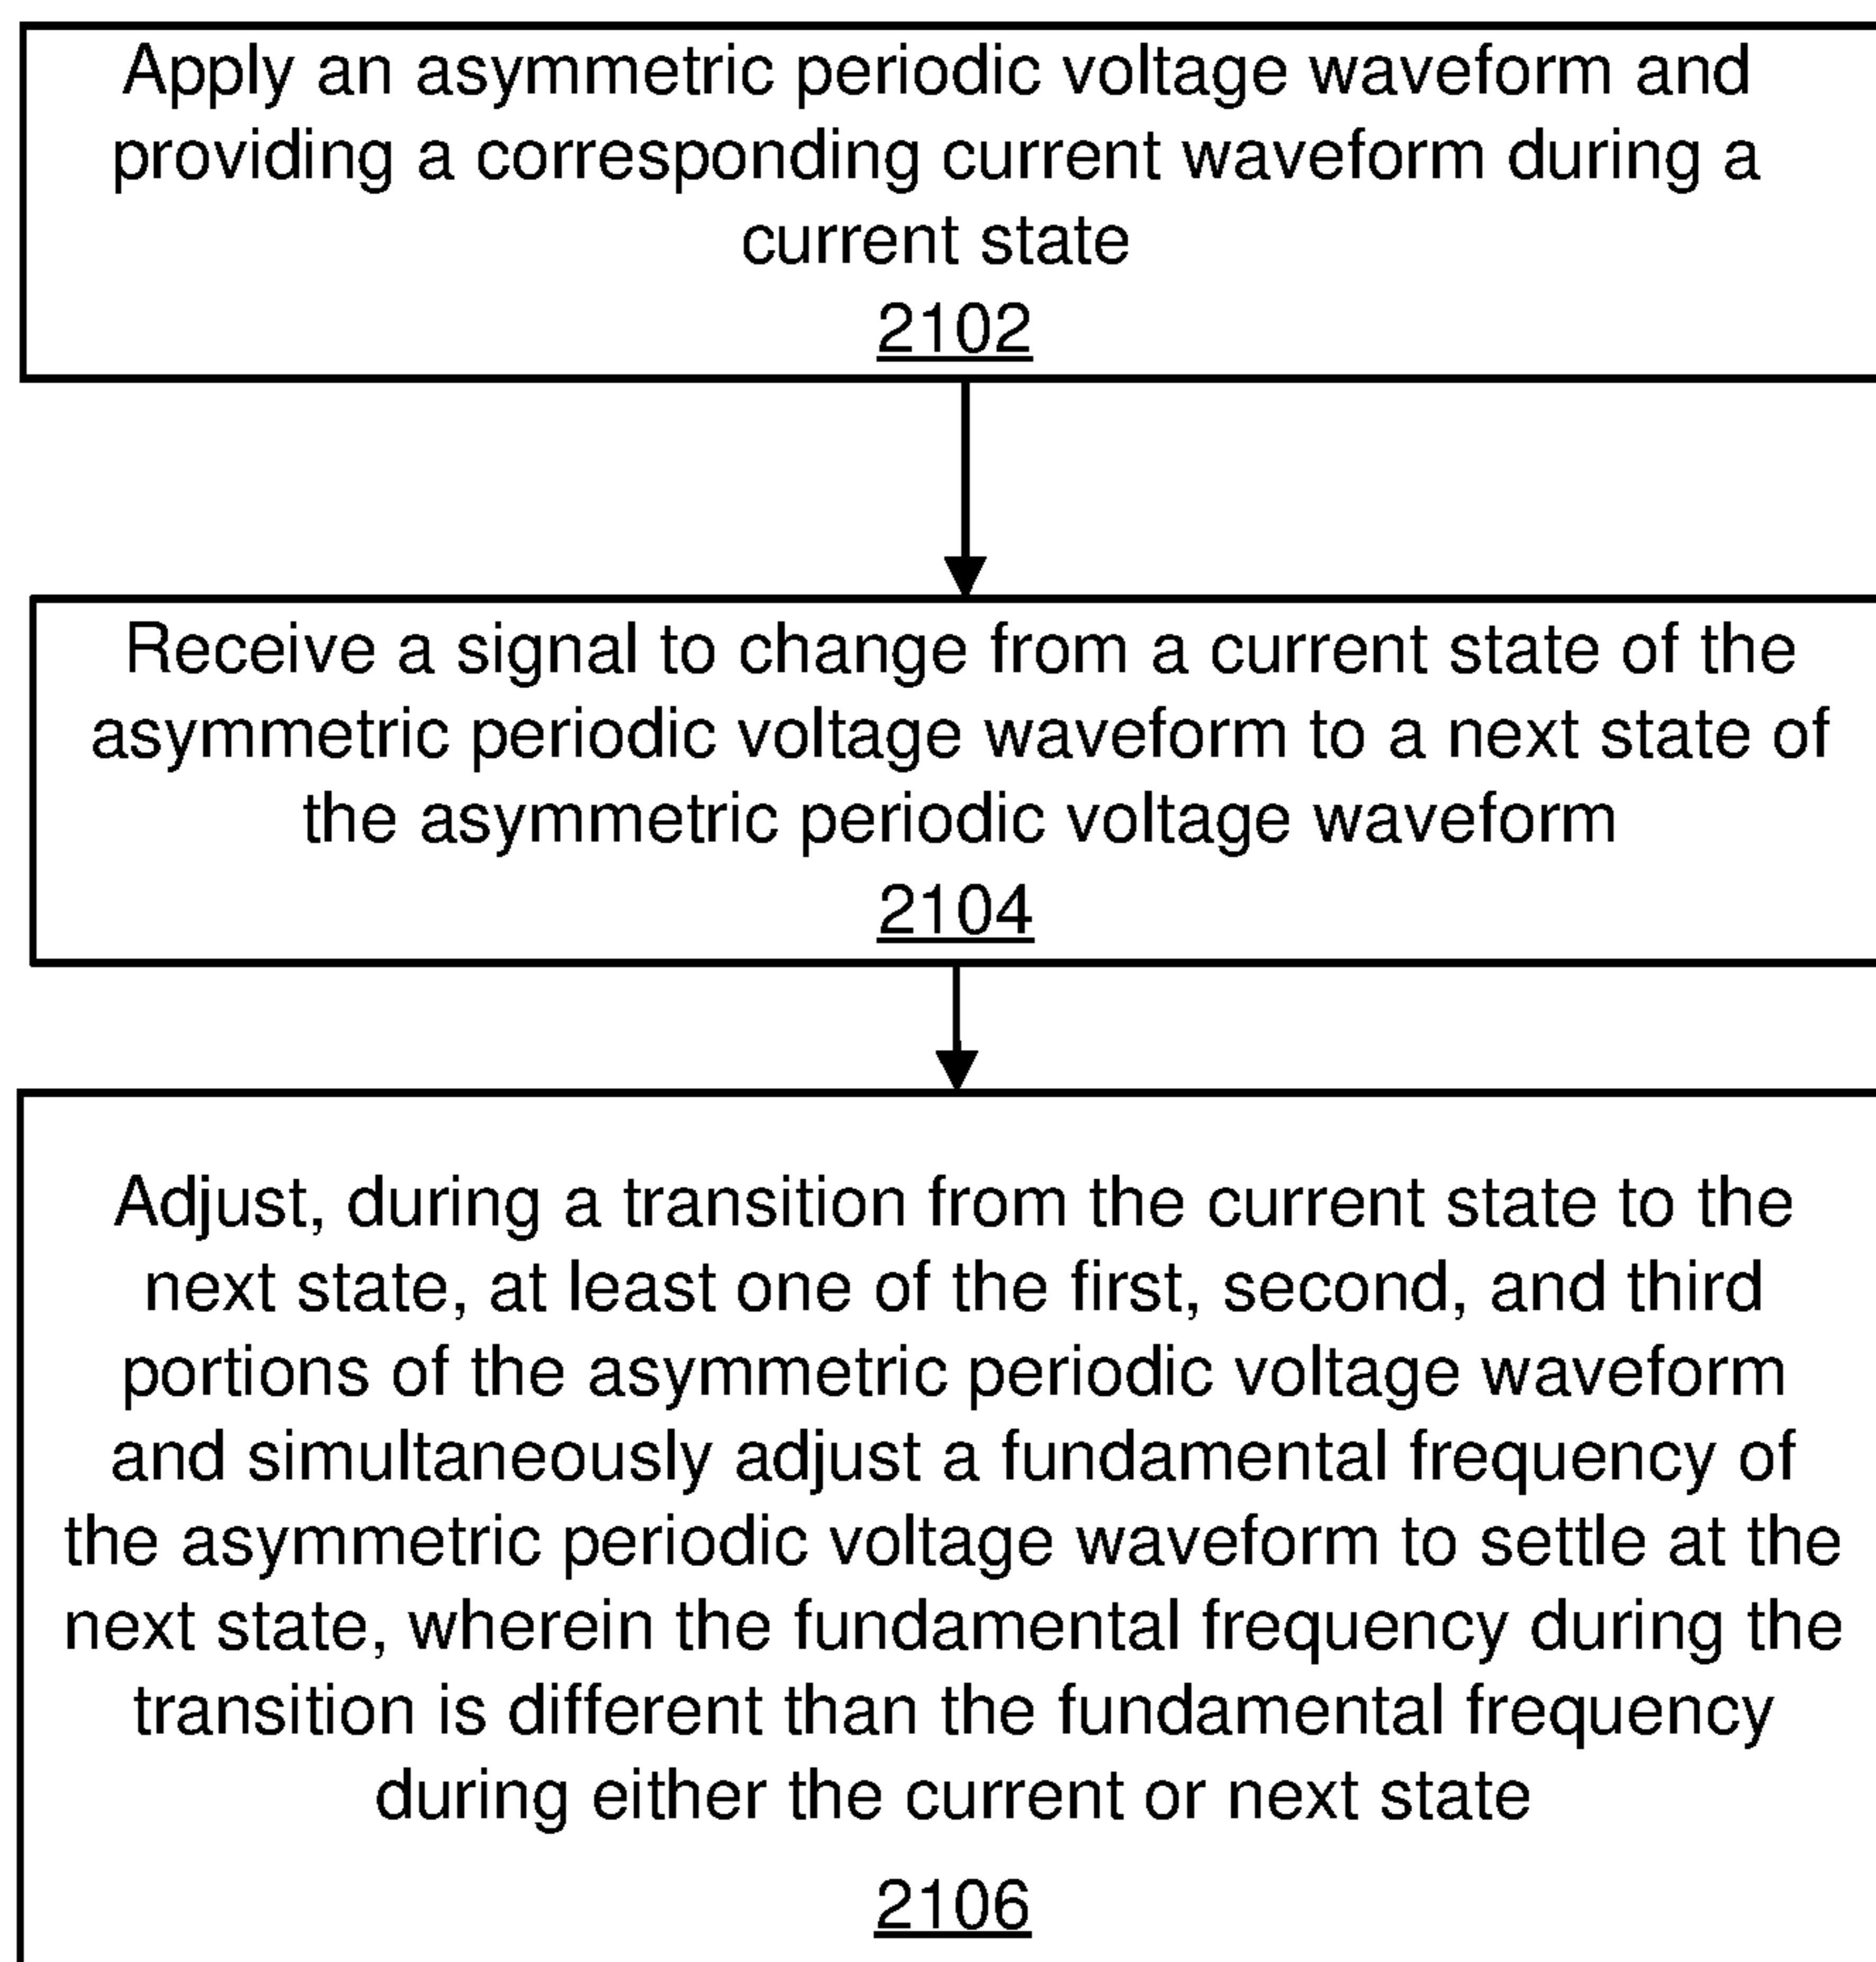 Apply an asymmetric periodic voltage waveform and
providing a corresponding current waveform during a
current state
2102
Receive a signal to change from a current state of the
asymmetric periodic voltage waveform to a next state of
the asymmetric periodic voltage waveform
2104
Adjust, during a transition from the current state to the
next state, at least one of the first, second, and third
portions of the asymmetric periodic voltage waveform
and simultaneously adjust a fundamental frequency of
the asymmetric periodic voltage waveform to settle at the
next state, wherein the fundamental frequency during the
transition is different than the fundamental frequency
during either the current or next state
2106